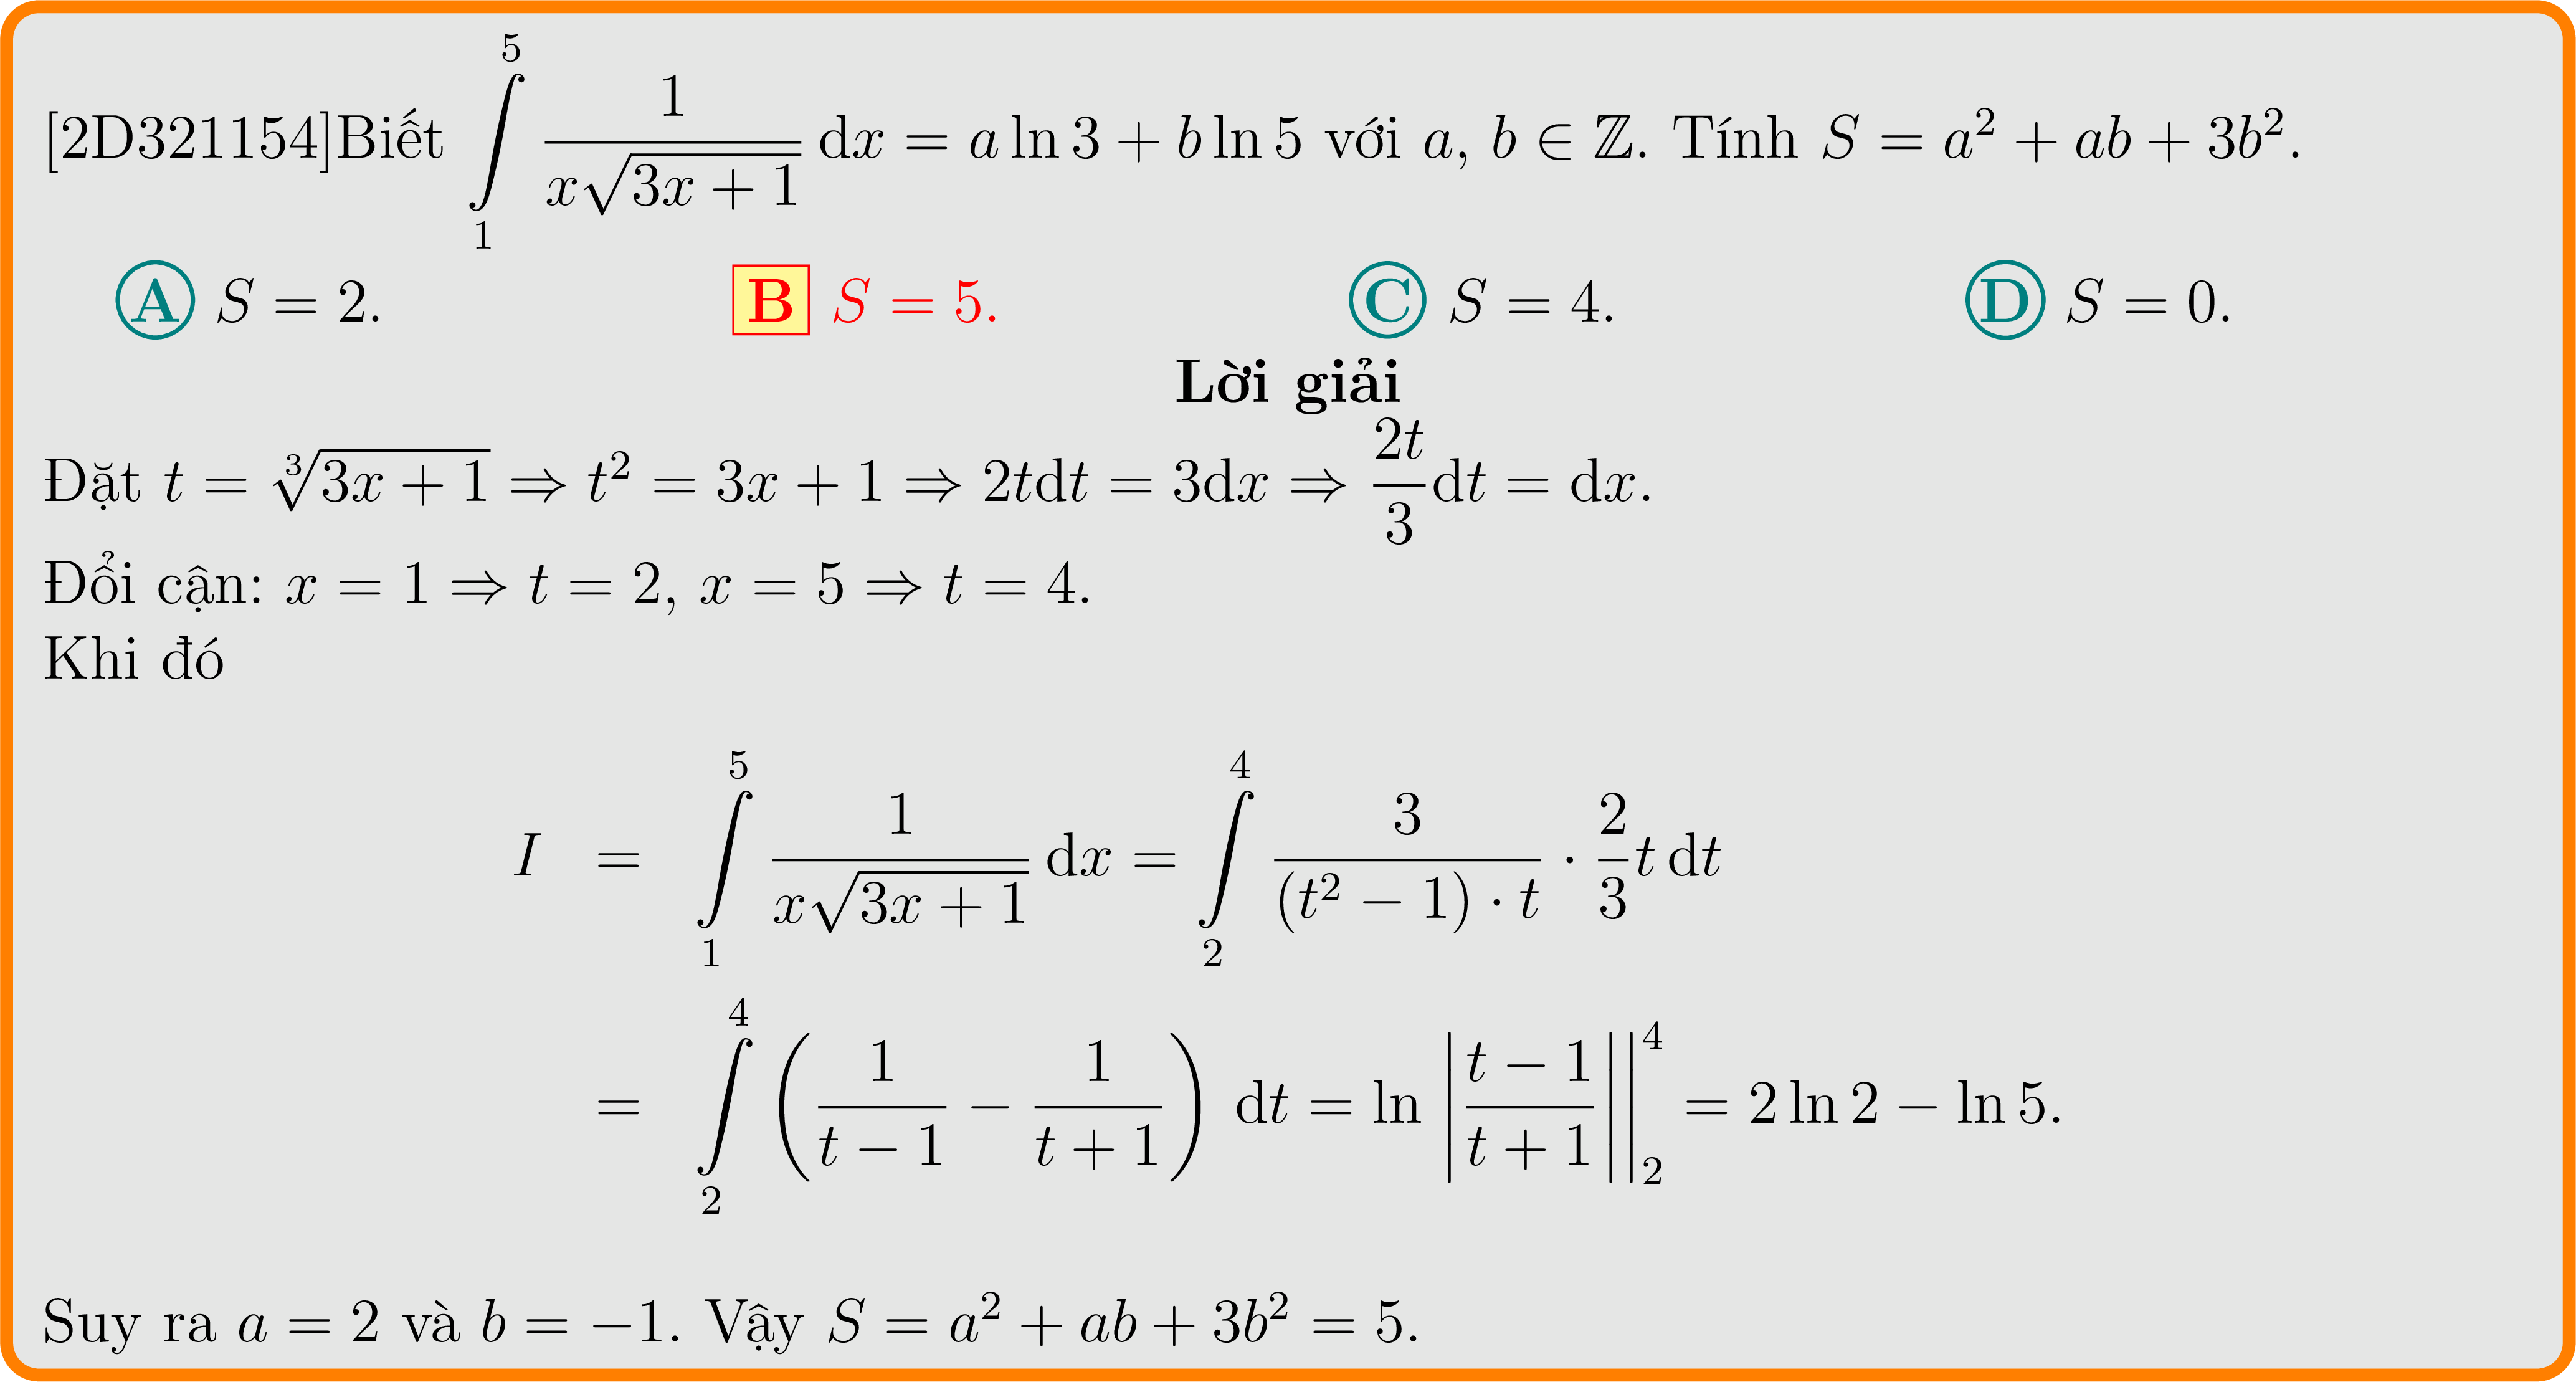 [2D321154]Biết $\int\limits_1^5 \frac{1}{x\sqrt{3x+1}} \, \mathrm{d}x = a \ln 3 + b \ln 5$ với $a, b \in \mathbb{Z}$. Tính $S = a^2 + ab + 3b^2$.
A $S = 2$. B $S = 5$. C $S = 4$. D $S = 0$.
Lời giải
Đặt $t = \sqrt[3]{3x+1} \Rightarrow t^2 = 3x + 1 \Rightarrow 2t\mathrm{d}t = 3\mathrm{d}x \Rightarrow \frac{2t}{3}\mathrm{d}t = \mathrm{d}x$.
Đổi cận: $x = 1 \Rightarrow t = 2$, $x = 5 \Rightarrow t = 4$.
Khi đó
$I = \int\limits_1^5 \frac{1}{x\sqrt{3x+1}} \, \mathrm{d}x = \int\limits_2^4 \frac{3}{(t^2 - 1) \cdot t} \cdot \frac{2}{3} t \, \mathrm{d}t$
$= \int\limits_2^4 \left( \frac{1}{t-1} - \frac{1}{t+1} \right) \mathrm{d}t = \ln \left| \frac{t-1}{t+1} \right| \Big|_2^4 = 2 \ln 2 - \ln 5.$
Suy ra $a = 2$ và $b = -1$. Vậy $S = a^2 + ab + 3b^2 = 5$.